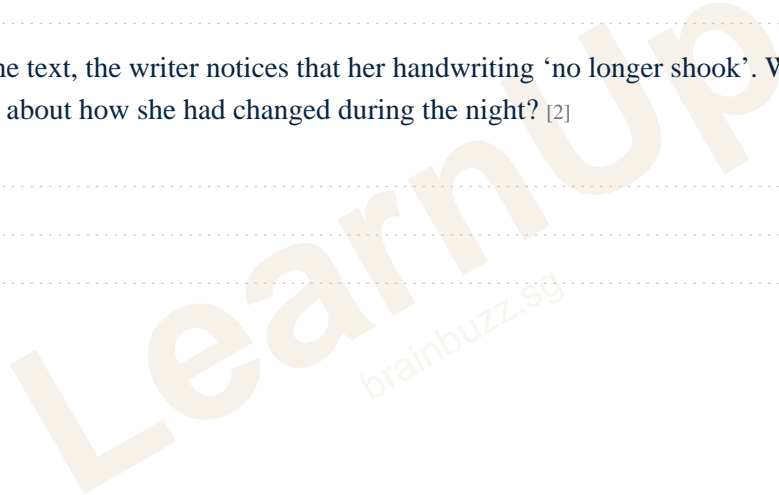 he text, the writer notices that her handwriting ‘no longer shook’. W
about how she had changed during the night? [2]
LearnUp
brainbuzz.sg